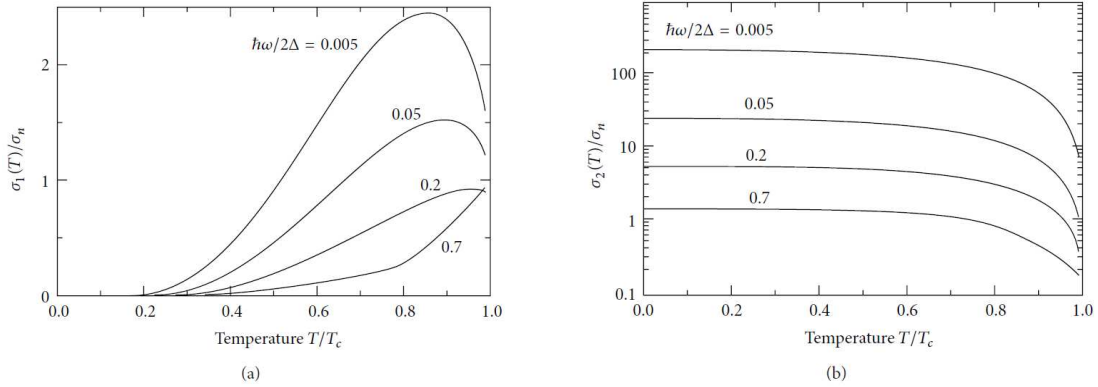 2
1
0
0.0 0.2 0.4 0.6 0.8 1.0
ħω/2Δ = 0.005
0.05
0.2
0.7
σ₁(T)/σₙ
Temperature T/T_c
(a)
100
10
1
0.1
0.0 0.2 0.4 0.6 0.8 1.0
ħω/2Δ = 0.005
0.05
0.2
0.7
σ₂(T)/σₙ
Temperature T/T_c
(b)